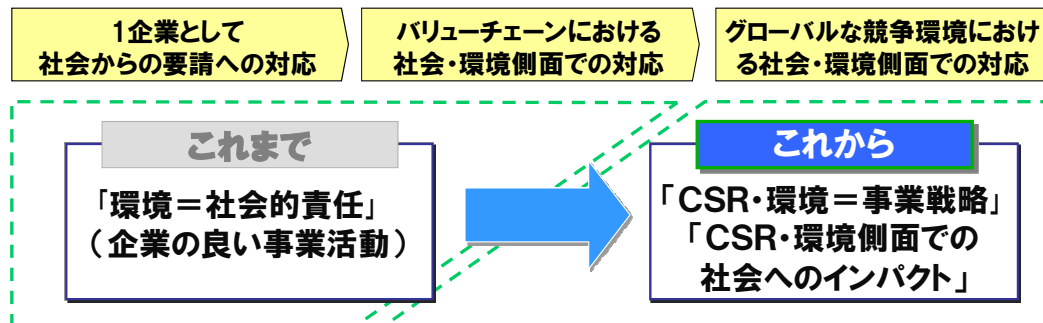 1企業として
社会からの要請への対応
バリューチェーンにおける
社会・環境側面での対応
グローバルな競争環境におけ
る社会・環境側面での対応
これまで
「環境＝社会的責任」
（企業の良い事業活動）
これから
「CSR・環境＝事業戦略」
「CSR・環境側面での
社会へのインパクト」